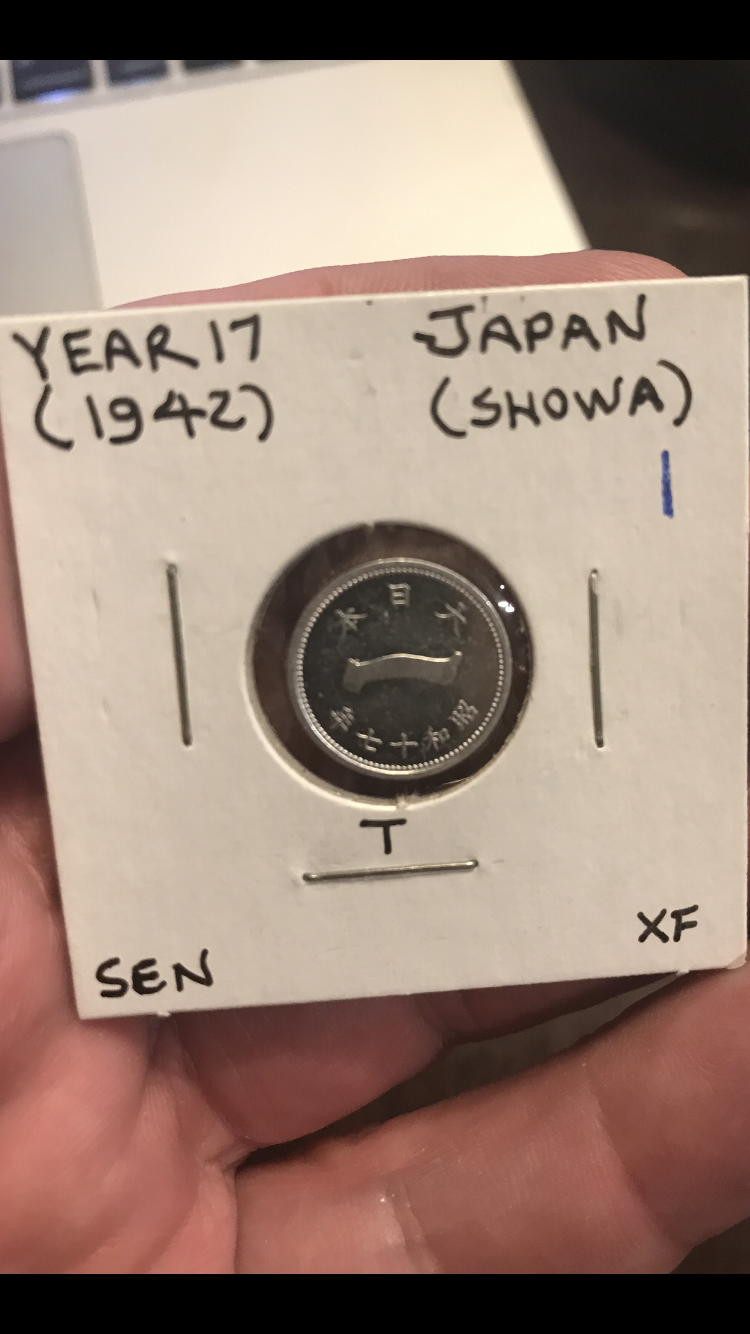 YEAR 17
(1942)
JAPAN
(SHOWA)
大日本
一
昭和十七年
T
SEN
XF